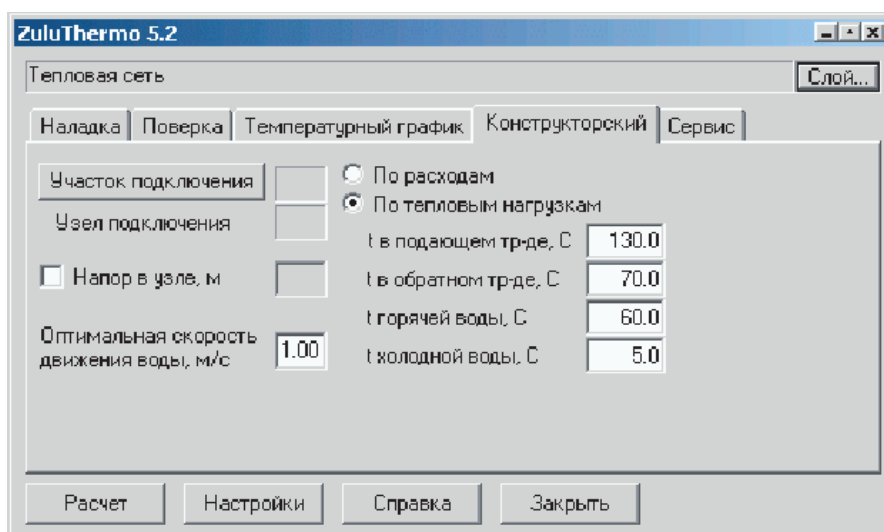 ZuluThermo 5.2
Тепловая сеть Слой...
Наладка Поверка Температурный график Конструкторский Сервис
Участок подключения По расходам
Узел подключения По тепловым нагрузкам
t в подающем тр-де, С 130.0
Напор в узле, м t в обратном тр-де, С 70.0
t горячей воды, С 60.0
Оптимальная скорость
движения воды, м/с 1.00 t холодной воды, С 5.0
Расчет Настройки Справка Закрыть